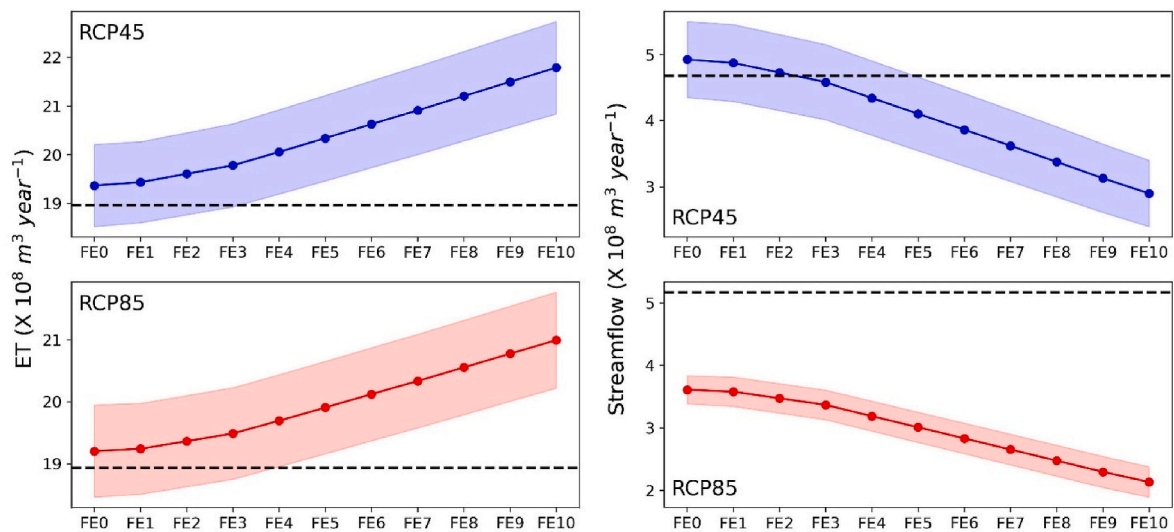 RCP45
22
21
20
19
FE0 FE1 FE2 FE3 FE4 FE5 FE6 FE7 FE8 FE9 FE10
RCP85
21
20
19
FE0 FE1 FE2 FE3 FE4 FE5 FE6 FE7 FE8 FE9 FE10
ET (X 10⁸ m³ year⁻¹)
5
4
3
RCP45
FE0 FE1 FE2 FE3 FE4 FE5 FE6 FE7 FE8 FE9 FE10
5
4
3
2
RCP85
FE0 FE1 FE2 FE3 FE4 FE5 FE6 FE7 FE8 FE9 FE10
Streamflow (X 10⁸ m³ year⁻¹)